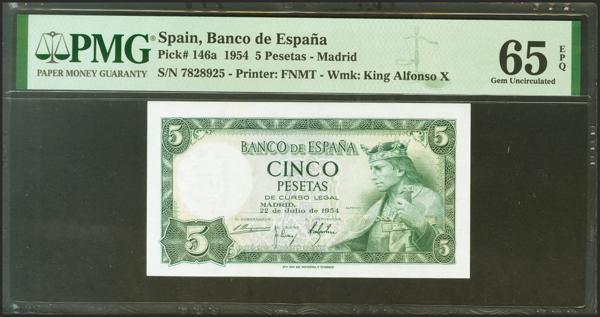 PMG
PAPER MONEY GUARANTY
Spain, Banco de España
Pick# 146a 1954 5 Pesetas - Madrid
S/N 7828925 - Printer: FNMT - Wmk: King Alfonso X
65
EPQ
Gem Uncirculated
5
5
BANCO DE ESPAÑA
CINCO
PESETAS
DE CURSO LEGAL
MADRID,
22 de Julio de 1954
5
5